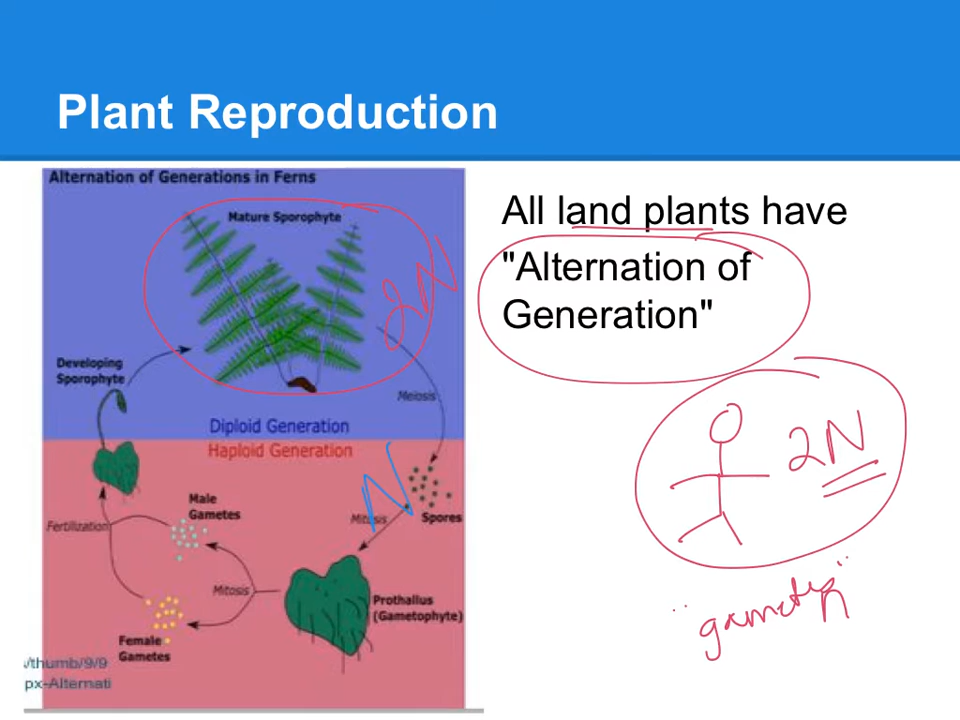 Plant Reproduction
Alternation of Generations in Ferns
Mature Sporophyte
2N
Developing
Sporophyte
Meiosis
Diploid Generation
Haploid Generation
N
Male
Gametes
Mitosis
Spores
Fertilization
Mitosis
Prothallus
(Gametophyte)
Female
Gametes
/thumb/9/9
px-Alternati
All land plants have
"Alternation of
Generation"
2N
"gametes"
n